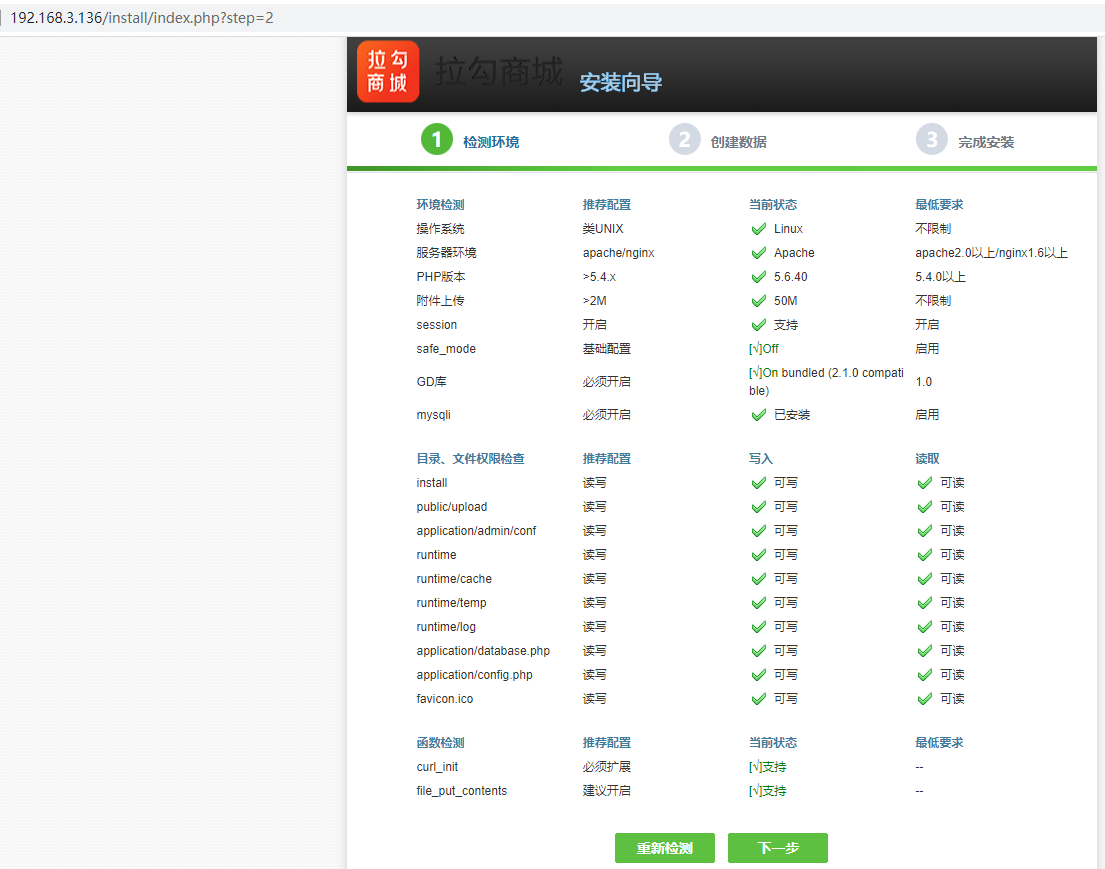 192.168.3.136/install/index.php?step=2
拉勾
商城
拉勾商城 安装向导
1 检测环境 2 创建数据 3 完成安装
环境检测 推荐配置 当前状态 最低要求
操作系统 类UNIX Linux 不限制
服务器环境 apache/nginx Apache apache2.0以上/nginx1.6以上
PHP版本 >5.4.x 5.6.40 5.4.0以上
附件上传 >2M 50M 不限制
session 开启 支持 开启
safe_mode 基础配置 [√]Off 启用
GD库 必须开启 [√]On bundled (2.1.0 compati
ble) 1.0
mysqli 必须开启 已安装 启用
目录、文件权限检查 推荐配置 写入 读取
install 读写 可写 可读
public/upload 读写 可写 可读
application/admin/conf 读写 可写 可读
runtime 读写 可写 可读
runtime/cache 读写 可写 可读
runtime/temp 读写 可写 可读
runtime/log 读写 可写 可读
application/database.php 读写 可写 可读
application/config.php 读写 可写 可读
favicon.ico 读写 可写 可读
函数检测 推荐配置 当前状态 最低要求
curl_init 必须扩展 [√]支持 --
file_put_contents 建议开启 [√]支持 --
重新检测 下一步